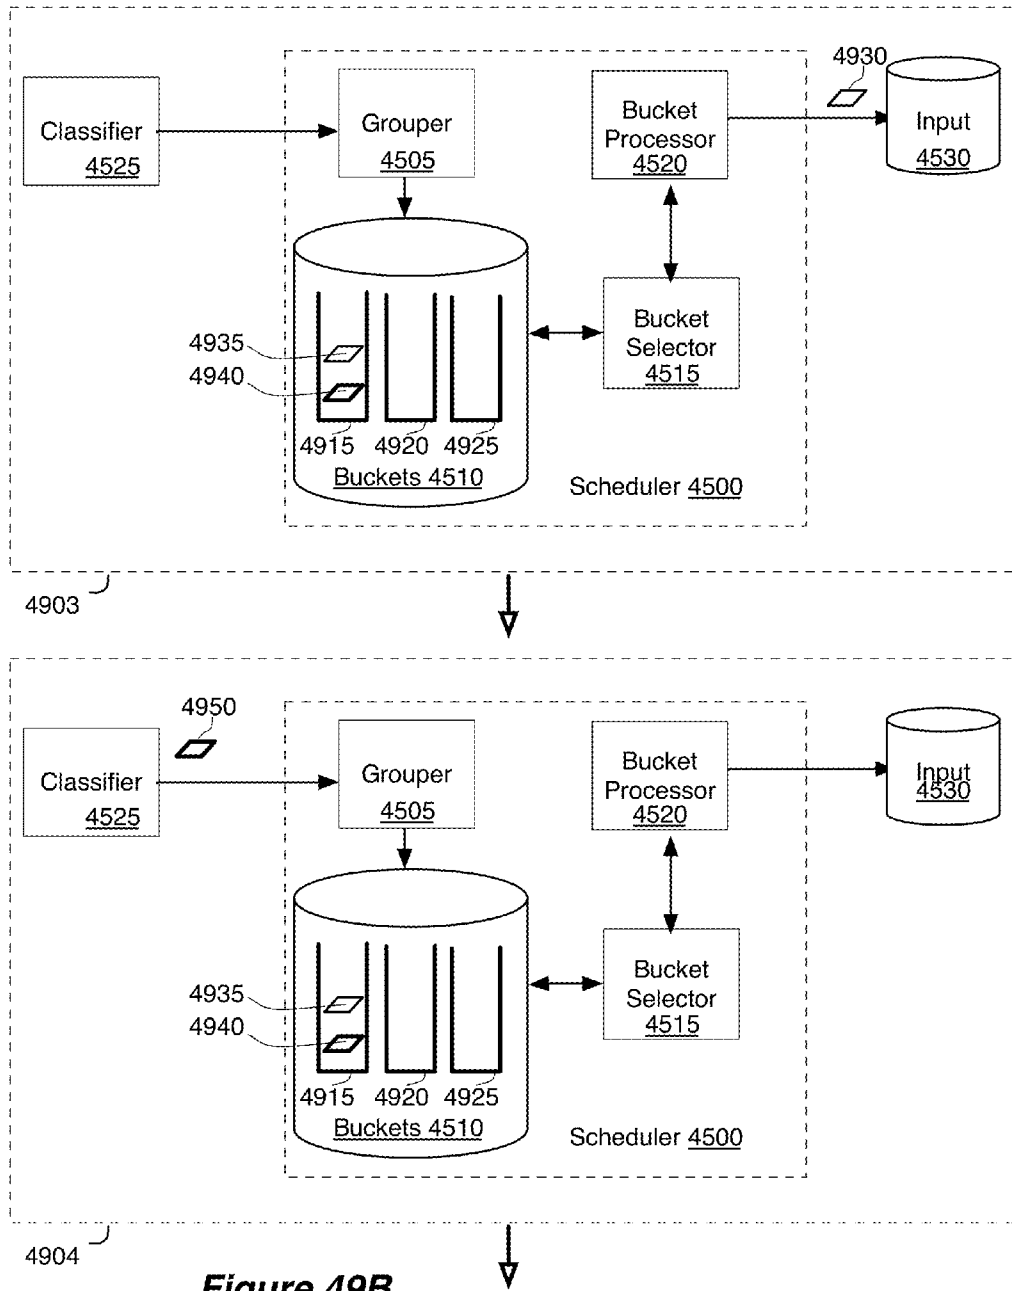 4930
Classifier
4525
Grouper
4505
Bucket
Processor
4520
Input
4530
4935
4940
Bucket
Selector
4515
4915 4920 4925
Buckets 4510
Scheduler 4500
4903
4950
Classifier
4525
Grouper
4505
Bucket
Processor
4520
Input
4530
4935
4940
Bucket
Selector
4515
4915 4920 4925
Buckets 4510
Scheduler 4500
4904
Figure 49B